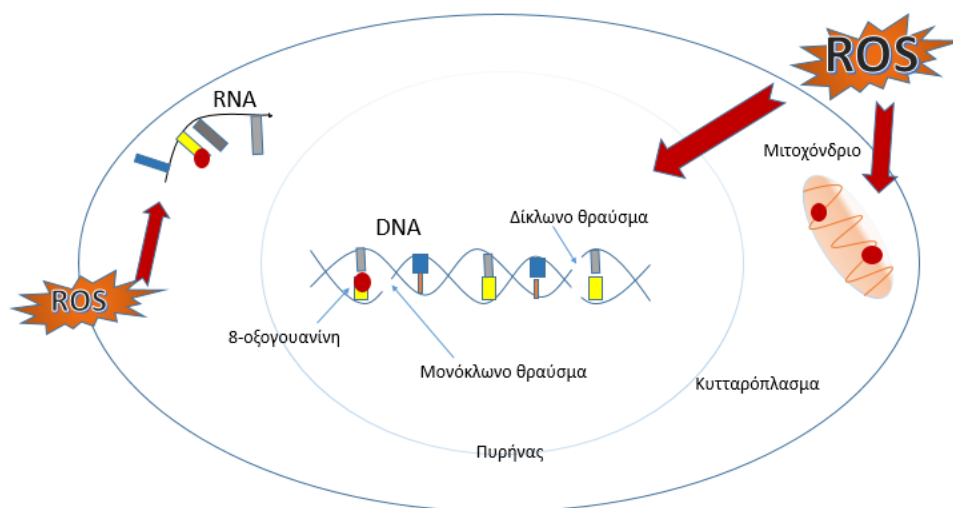 ROS
RNA
Μιτοχόνδριο
Δίκλωνο θραύσμα
DNA
ROS
8-οξογουανίνη
Μονόκλωνο θραύσμα
Κυτταρόπλασμα
Πυρήνας